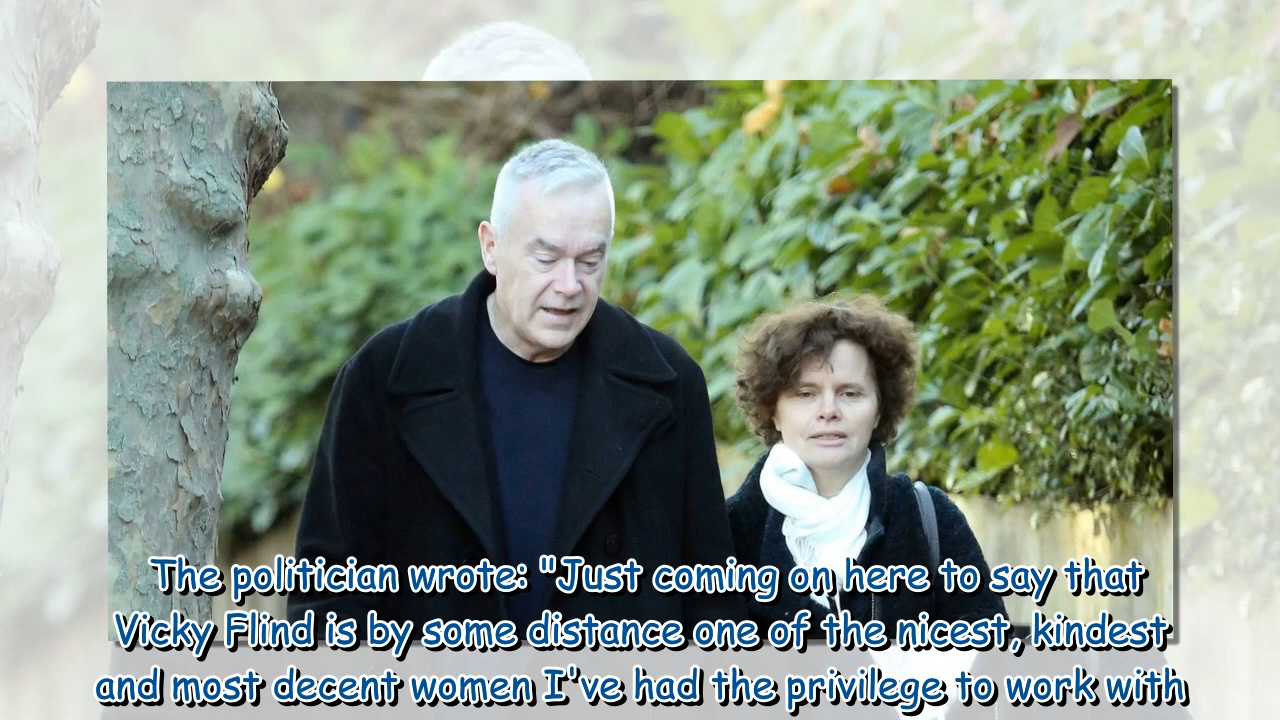 The politician wrote: "Just coming on here to say that
Vicky Flind is by some distance one of the nicest, kindest
and most decent women I've had the privilege to work with